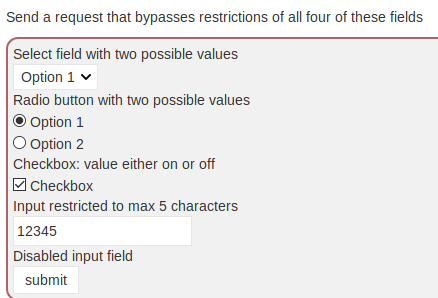 Send a request that bypasses restrictions of all four of these fields
Select field with two possible values
Option 1
Radio button with two possible values
Option 1
Option 2
Checkbox: value either on or off
Checkbox
Input restricted to max 5 characters
12345
Disabled input field
submit